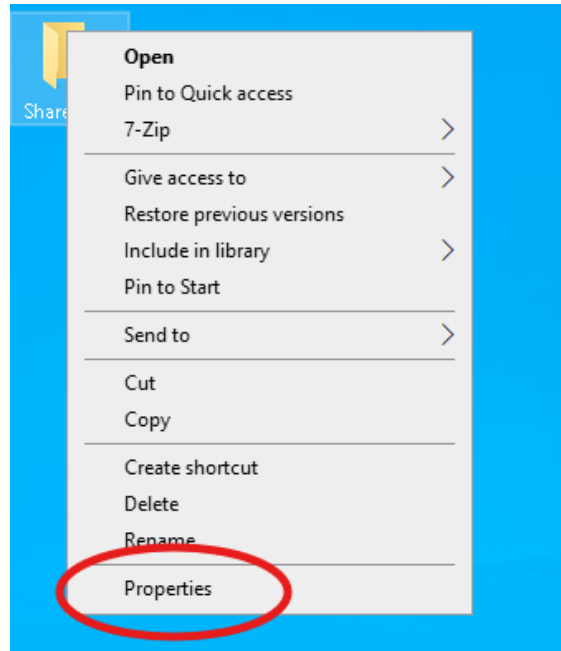 Share
Open
Pin to Quick access
7-Zip
Give access to
Restore previous versions
Include in library
Pin to Start
Send to
Cut
Copy
Create shortcut
Delete
Rename
Properties